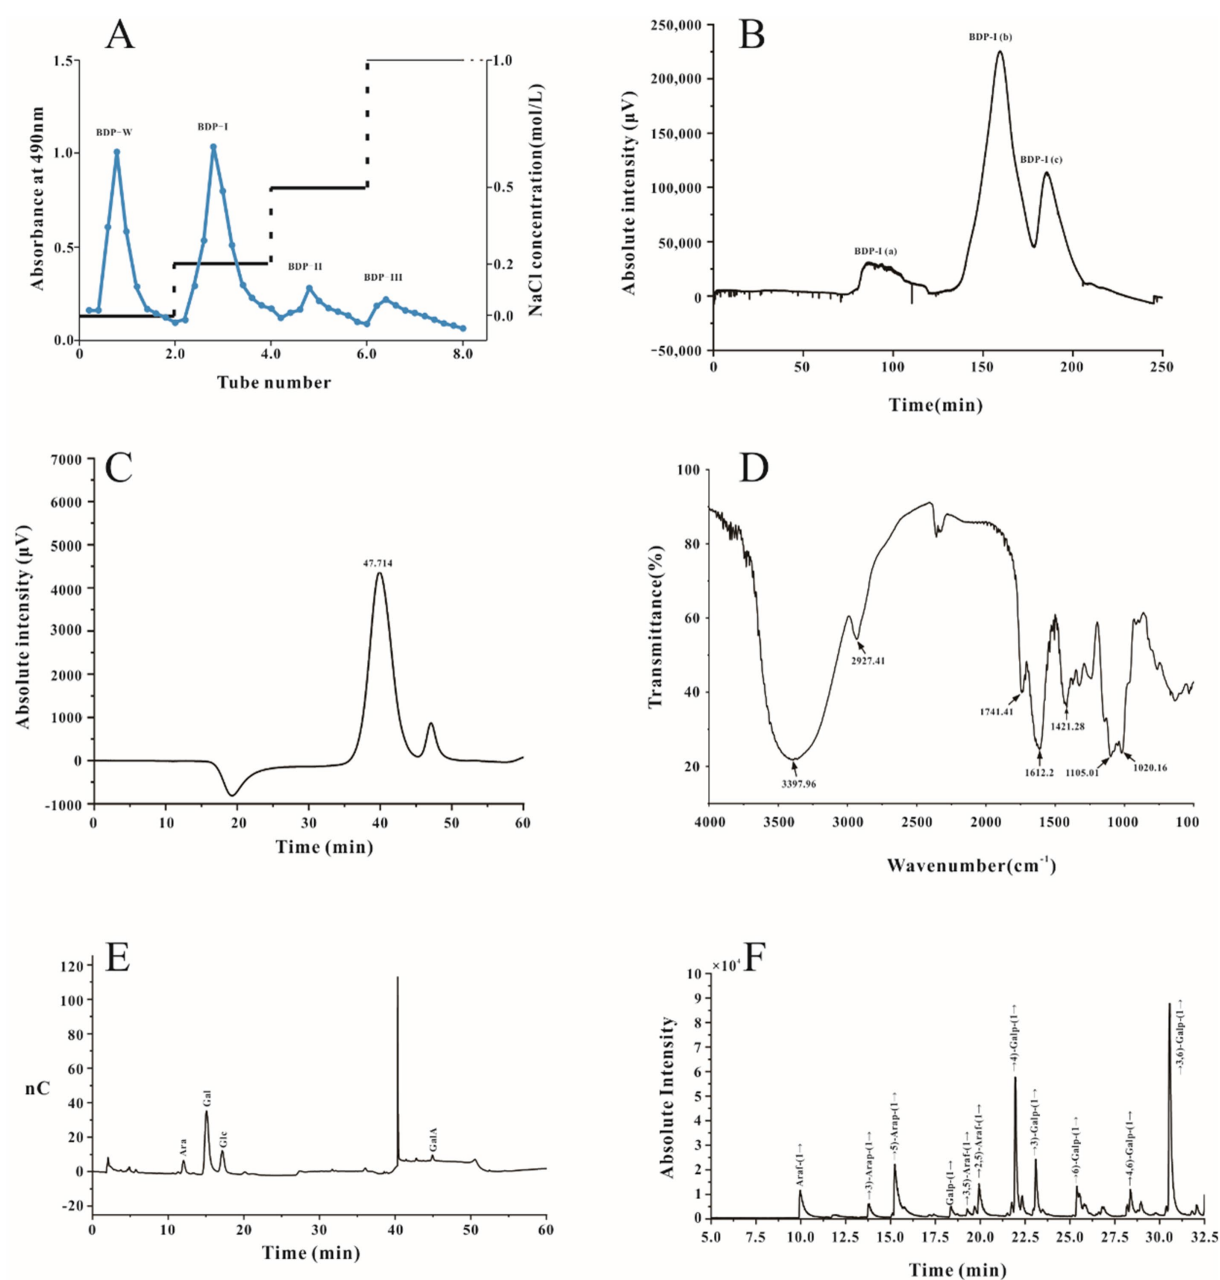 A
1.5
1.0
0.5
0.0
Absorbance at 490nm
BDP-W
BDP-I
BDP-II
BDP-III
1.0
0.5
0.2
0.0
NaCl concentration(mol/L)
0
2.0
4.0
6.0
8.0
Tube number
B
250,000
200,000
150,000
100,000
50,000
0
-50,000
Absolute intensity (μV)
BDP-I (b)
BDP-I (c)
BDP-I (a)
0
50
100
150
200
250
Time(min)
C
7000
6000
5000
4000
3000
2000
1000
0
-1000
Absolute intensity (μV)
47.714
0
10
20
30
40
50
60
Time (min)
D
100
80
60
40
20
Transmittance(%)
2927.41
1741.41
1421.28
3397.96
1612.2
1105.01
1020.16
4000
3500
3000
2500
2000
1500
1000
100
Wavenumber(cm⁻¹)
E
120
100
80
60
40
20
0
-20
nC
Ara
Gal
Glc
GalA
0
10
20
30
40
50
60
Time (min)
F
×10⁴
10
9
8
7
6
5
4
3
2
1
0
Absolute Intensity
Araf-(1→
→3)-Arap-(1→
→5)-Arap-(1→
Galp-(1→
→3,5)-Araf-(1→
→2,5)-Araf-(1→
→4)-Galp-(1→
→3)-Galp-(1→
→6)-Galp-(1→
→4,6)-Galp-(1→
→3,6)-Galp-(1→
5.0
7.5
10.0
12.5
15.0
17.5
20.0
22.5
25.0
27.5
30.0
32.5
Time (min)